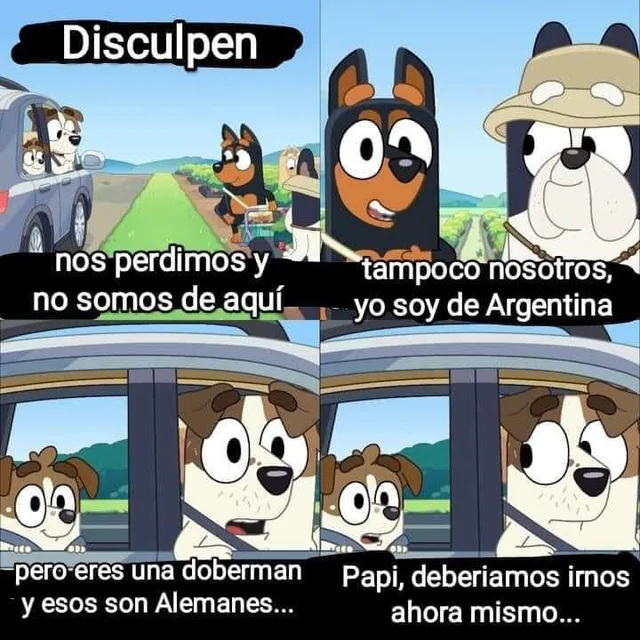 Disculpen
nos perdimos y
no somos de aquí
tampoco nosotros,
yo soy de Argentina
pero eres una doberman
y esos son Alemanes...
Papi, deberiamos irnos
ahora mismo...